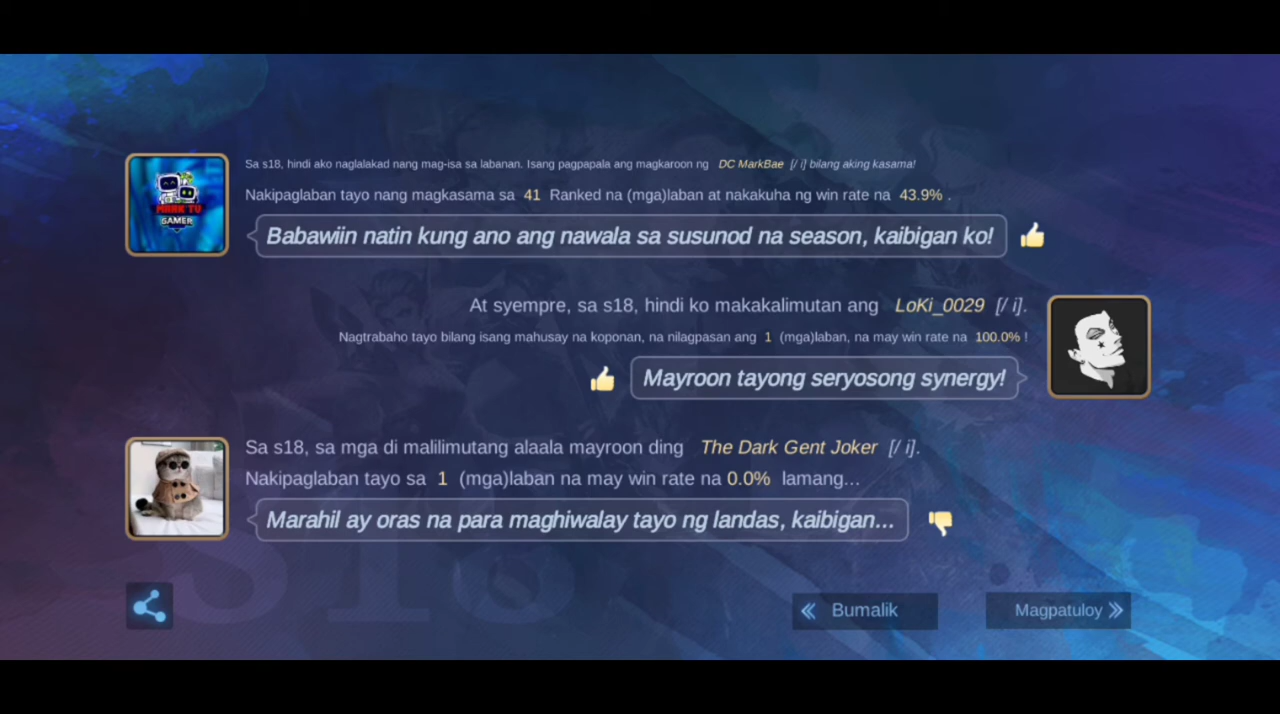 Sa s18, hindi ako naglalakad nang mag-isa sa labanan. Isang pagpapala ang magkaroon ng DC MarkBae [/ i] bilang aking kasama!
Nakipaglaban tayo nang magkasama sa 41 Ranked na (mga)laban at nakakuha ng win rate na 43.9% .
MARK TV
GAMER
Babawiin natin kung ano ang nawala sa susunod na season, kaibigan ko!
At syempre, sa s18, hindi ko makakalimutan ang LoKi_0029 [/ i].
Nagtrabaho tayo bilang isang mahusay na koponan, na nilagpasan ang 1 (mga)laban, na may win rate na 100.0% !
Mayroon tayong seryosong synergy!
Sa s18, sa mga di malilimutang alaala mayroon ding The Dark Gent Joker [/ i].
Nakipaglaban tayo sa 1 (mga)laban na may win rate na 0.0% lamang...
Marahil ay oras na para maghiwalay tayo ng landas, kaibigan...
S18
Bumalik
Magpatuloy